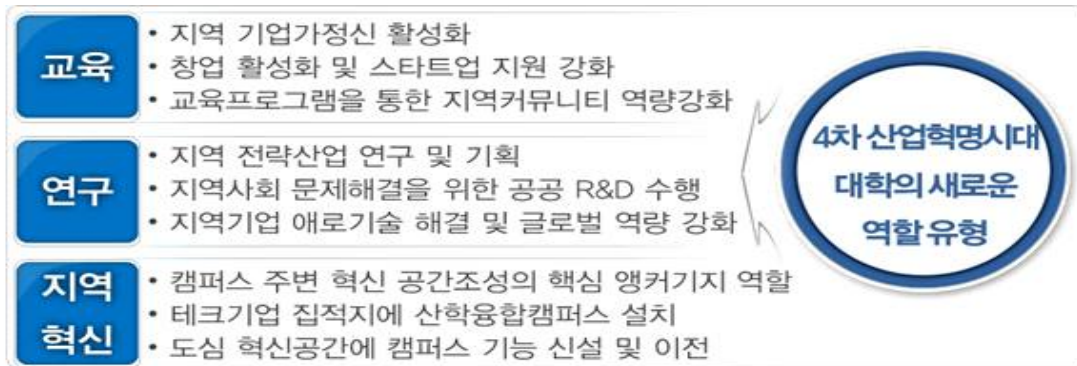 교육
• 지역 기업가정신 활성화
• 창업 활성화 및 스타트업 지원 강화
• 교육프로그램을 통한 지역커뮤니티 역량강화
연구
• 지역 전략산업 연구 및 기획
• 지역사회 문제해결을 위한 공공 R&D 수행
• 지역기업 애로기술 해결 및 글로벌 역량 강화
지역
혁신
• 캠퍼스 주변 혁신 공간조성의 핵심 앵커기지 역할
• 테크기업 집적지에 산학융합캠퍼스 설치
• 도심 혁신공간에 캠퍼스 기능 신설 및 이전
4차 산업혁명시대
대학의 새로운
역할 유형